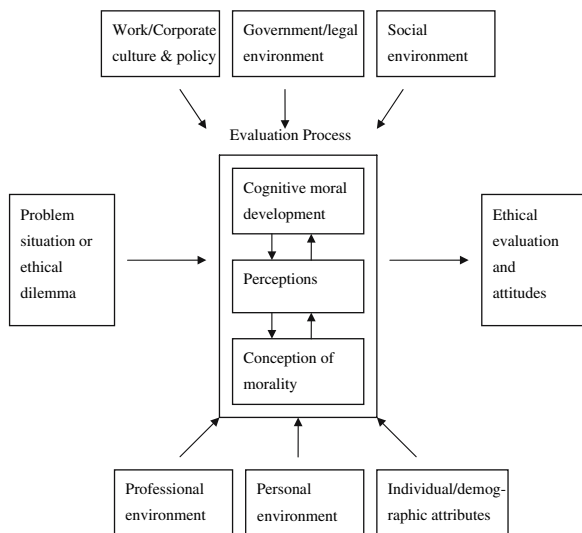 Work/Corporate
culture & policy
Government/legal
environment
Social
environment
Evaluation Process
Problem
situation or
ethical
dilemma
Cognitive moral
development
Perceptions
Conception of
morality
Ethical
evaluation
and
attitudes
Professional
environment
Personal
environment
Individual/demog-
raphic attributes